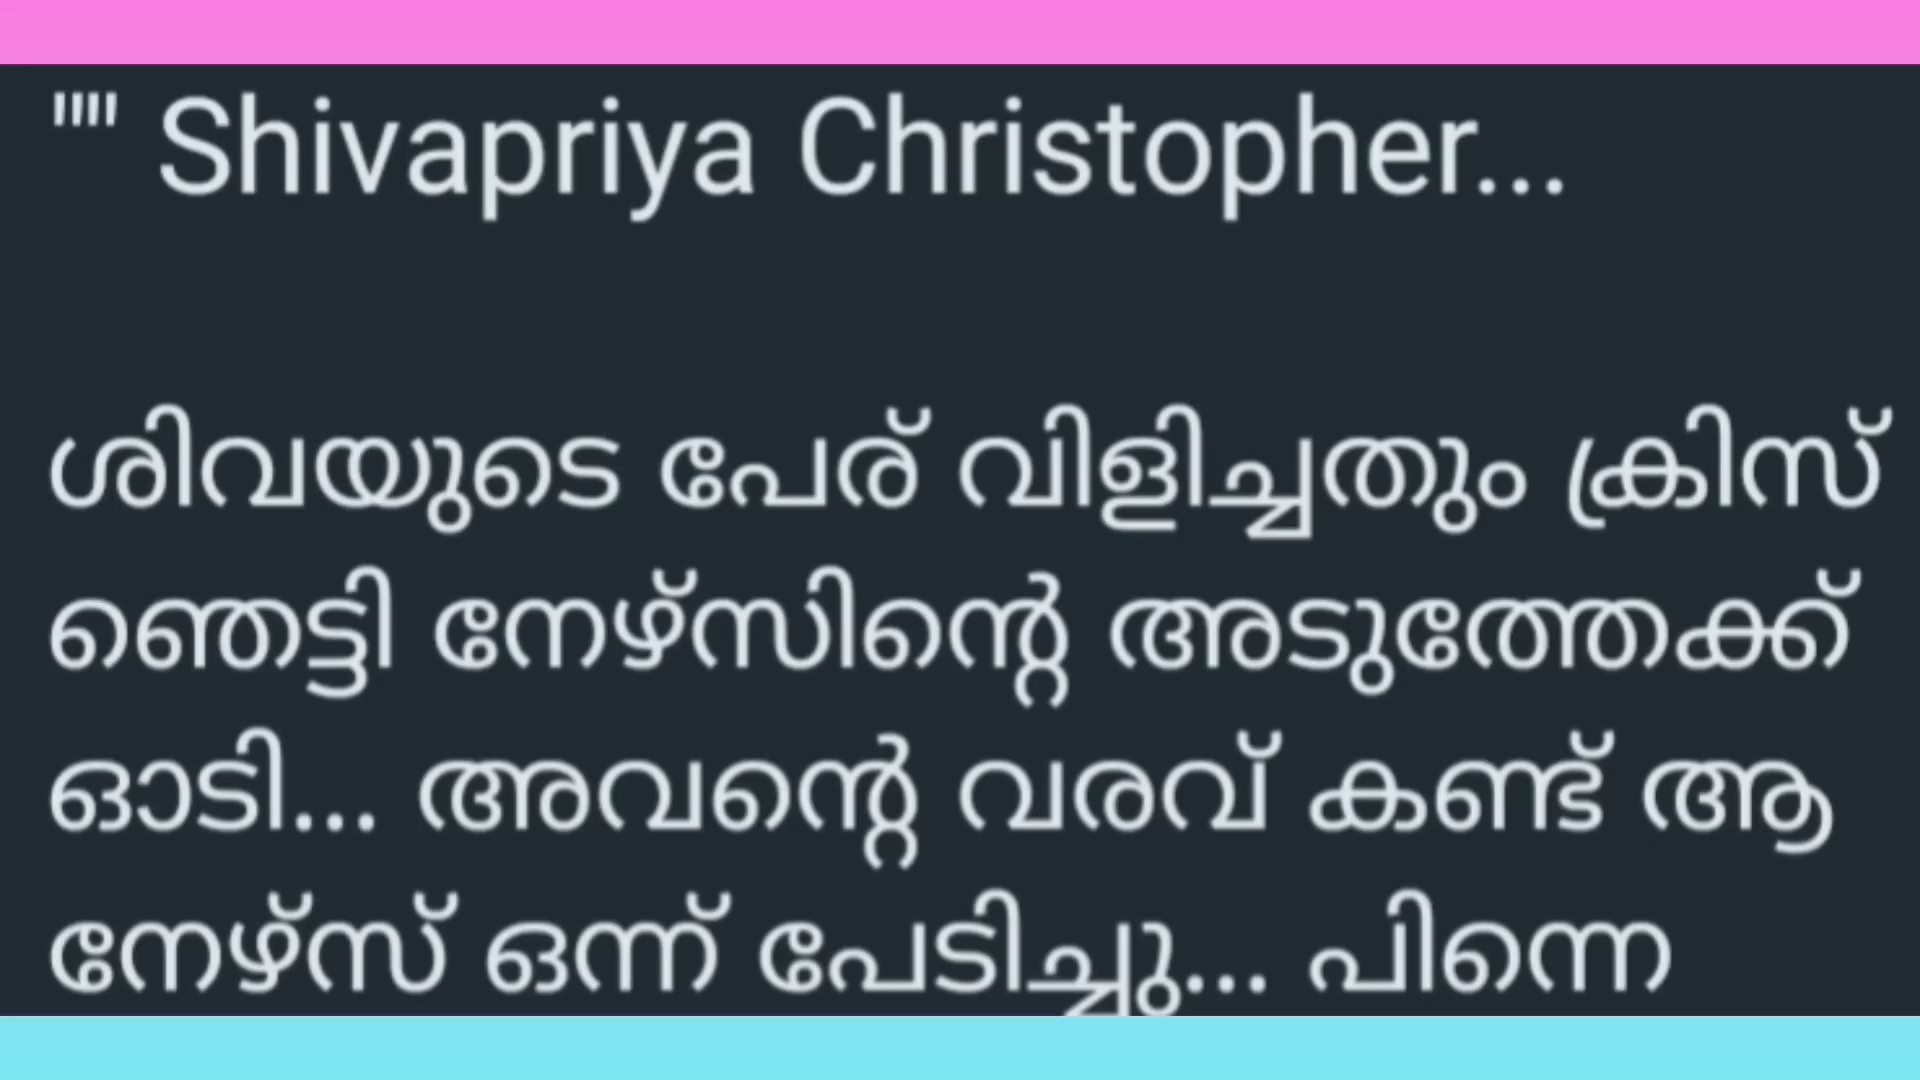 """" Shivapriya Christopher...
ശിവയുടെ പേര് വിളിച്ചതും ക്രിസ്
ഞെട്ടി നേഴ്സിന്റെ അടുത്തേക്ക്
ഓടി... അവന്റെ വരവ് കണ്ട് ആ
നേഴ്സ് ഒന്ന് പേടിച്ചു... പിന്നെ